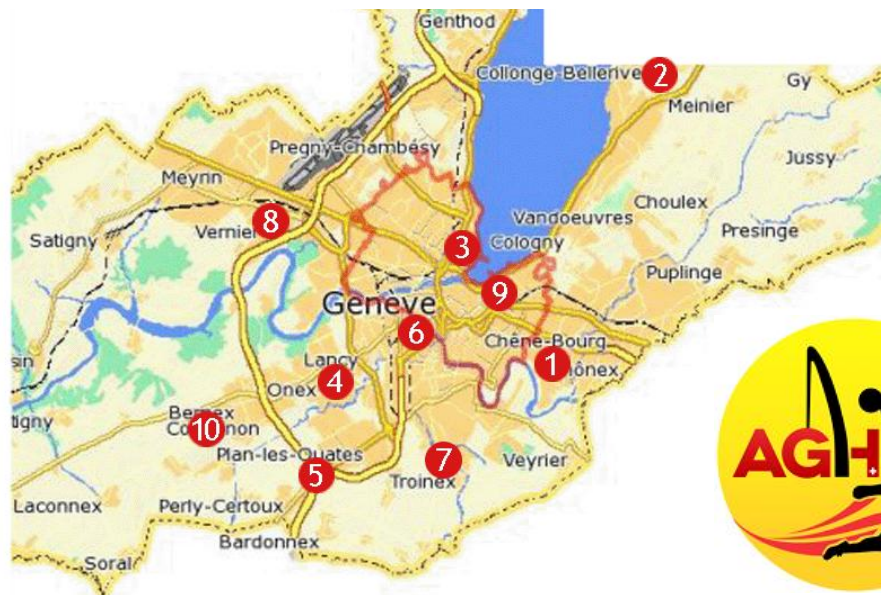 Genthod
Collonge-Bellerive
2
Gy
Meinier
Pregny-Chambésy
Jussy
Meyrin
Choulex
Vandoeuvres
8
Vernier
Presinge
Satigny
3
Cologny
Puplinge
9
Genève
6
Chêne-Bourg
Lancy
1
4
Onex
Bernex
10
Plan-les-Ouates
7
Veyrier
5
Troinex
Laconnex
Perly-Certoux
Bardonnex
Soral
AGH